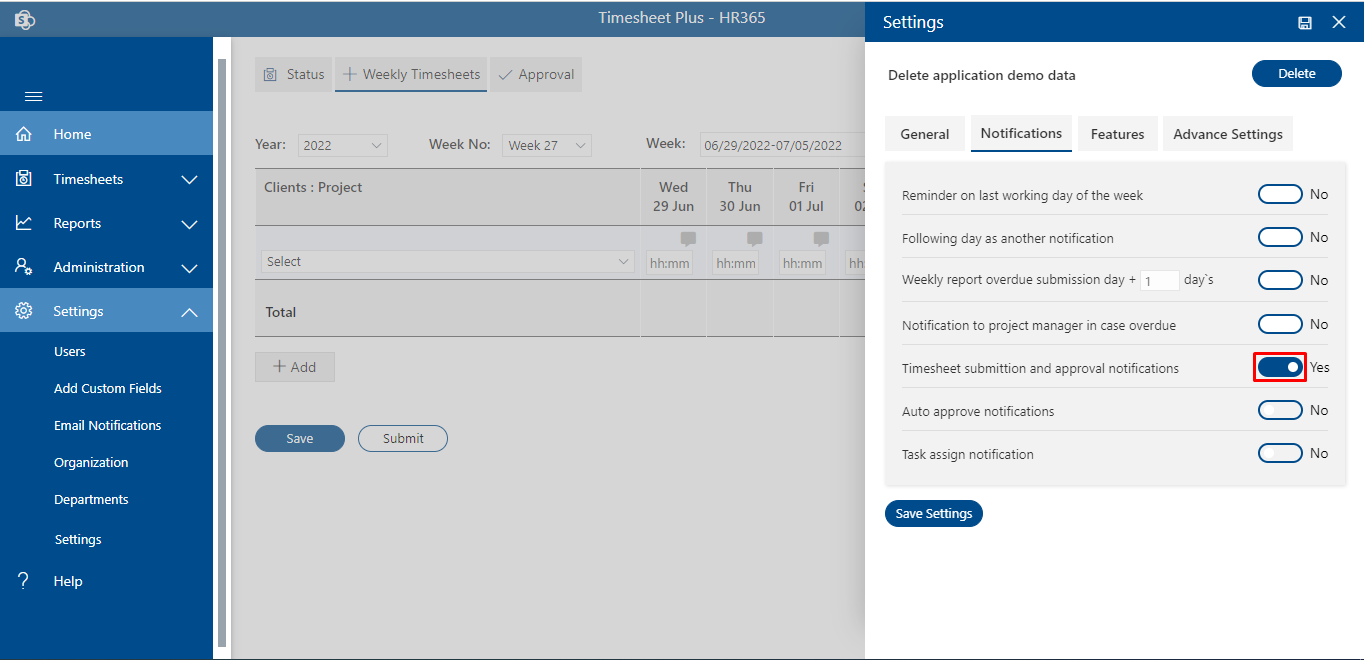 Timesheet Plus - HR365
Home
Timesheets
Reports
Administration
Settings
Users
Add Custom Fields
Email Notifications
Organization
Departments
Settings
? Help
Status
Weekly Timesheets
Approval
Year: 2022 Week No: Week 27 Week: 06/29/2022-07/05/2022
Clients : Project Wed Thu Fri
29 Jun 30 Jun 01 Jul 02
Select hh:mm hh:mm hh:mm hh:
Total
+ Add
Save Submit
Settings
Delete application demo data Delete
General Notifications Features Advance Settings
Reminder on last working day of the week No
Following day as another notification No
Weekly report overdue submission day + 1 day`s No
Notification to project manager in case overdue No
Timesheet submittion and approval notifications Yes
Auto approve notifications No
Task assign notification No
Save Settings